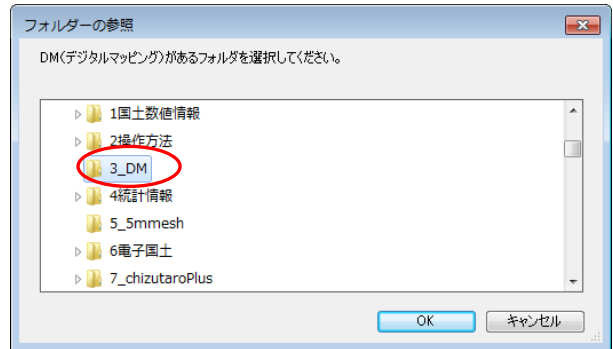 フォルダーの参照
DM(デジタルマッピング)があるフォルダを選択してください。
1国土数値情報
2操作方法
3_DM
4統計情報
5_5mmesh
6電子国土
7_chizutaroPlus
OK キャンセル